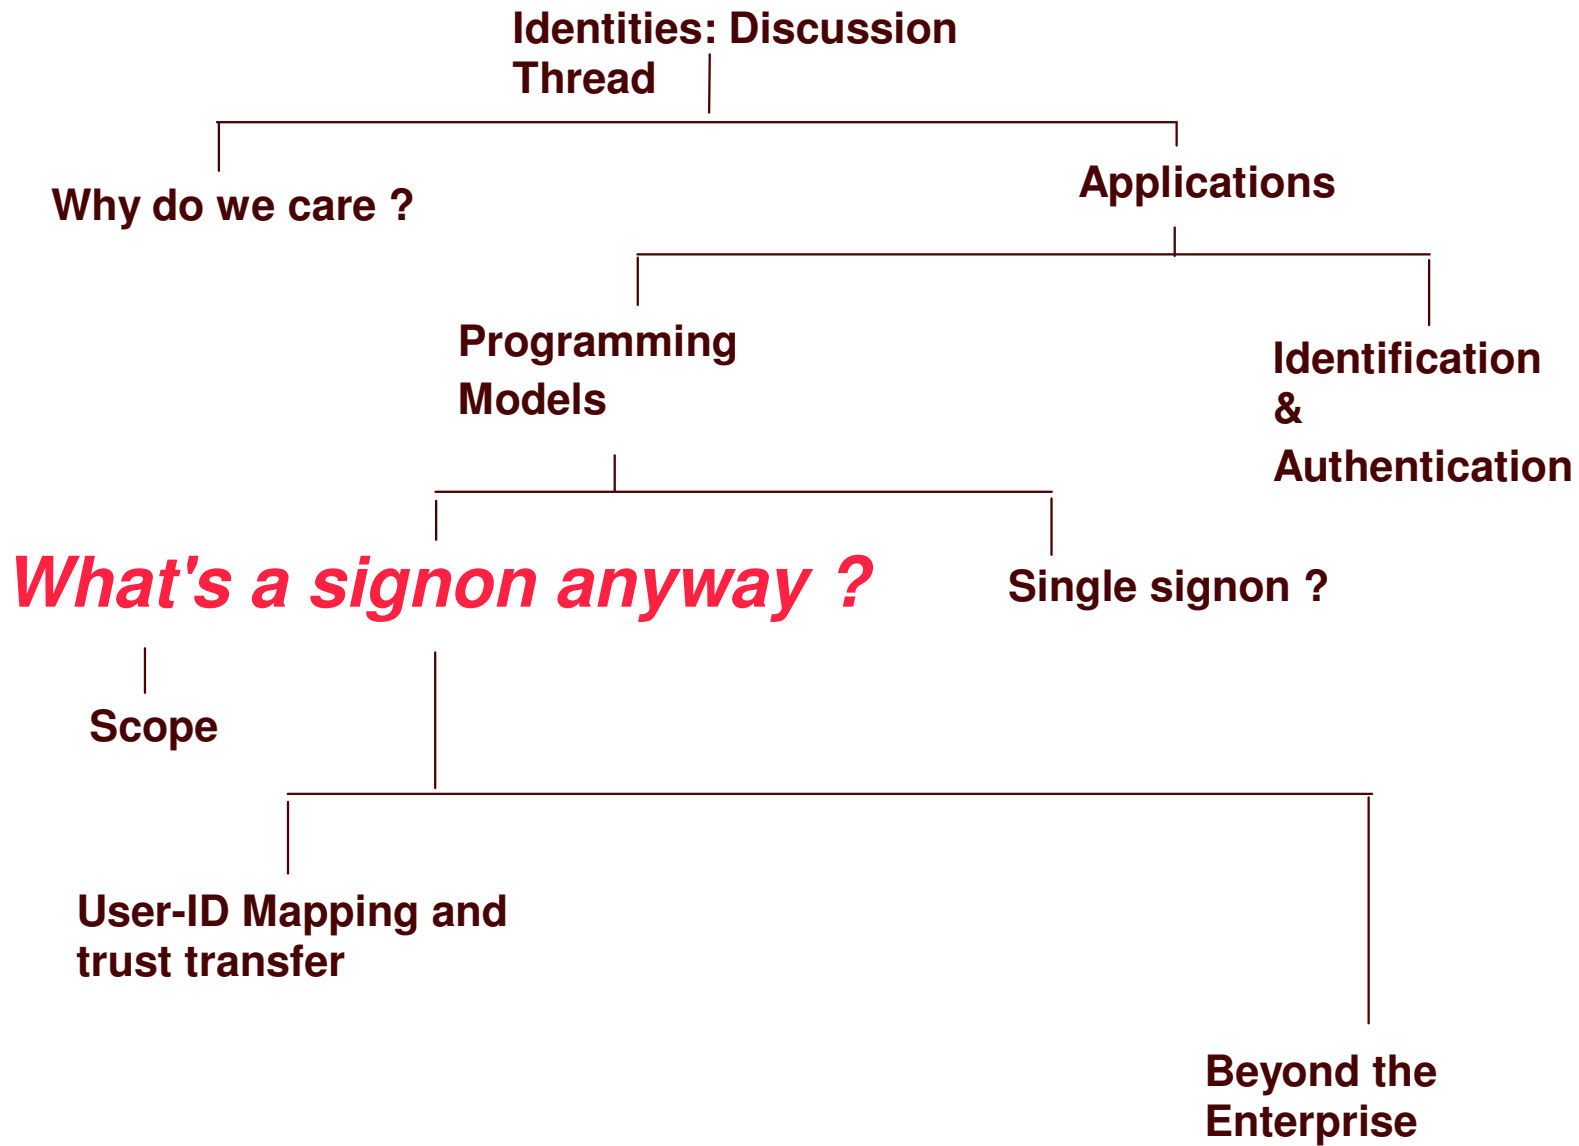 Identities: Discussion
Thread
Why do we care ?
Applications
Programming
Models
Identification
&
Authentication
What's a signon anyway ?
Single signon ?
Scope
User-ID Mapping and
trust transfer
Beyond the
Enterprise